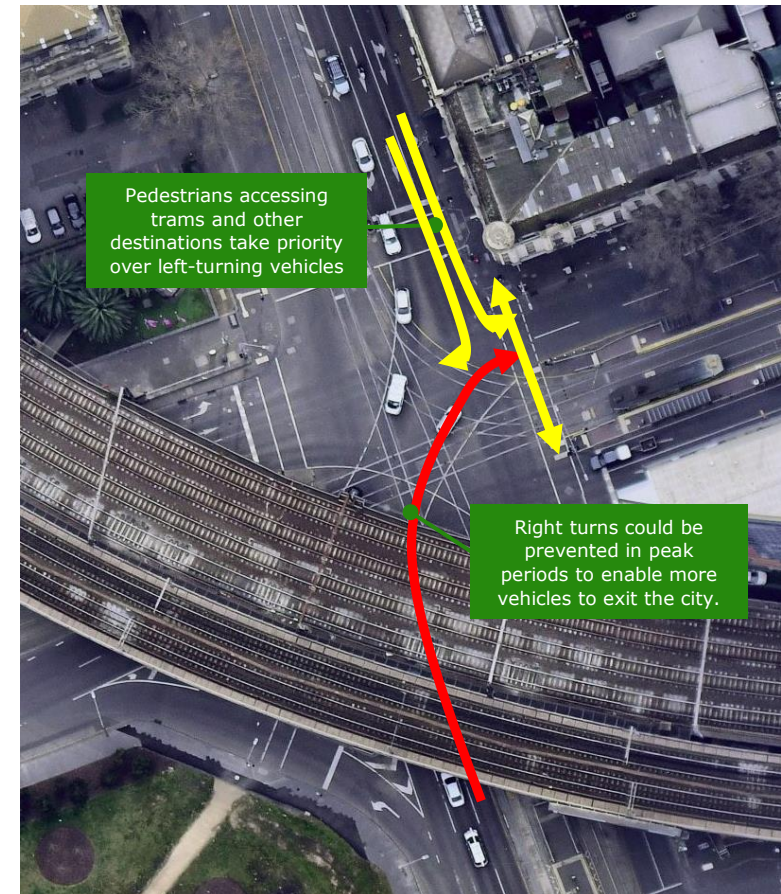 Pedestrians accessing
trams and other
destinations take priority
over left-turning vehicles
Right turns could be
prevented in peak
periods to enable more
vehicles to exit the city.